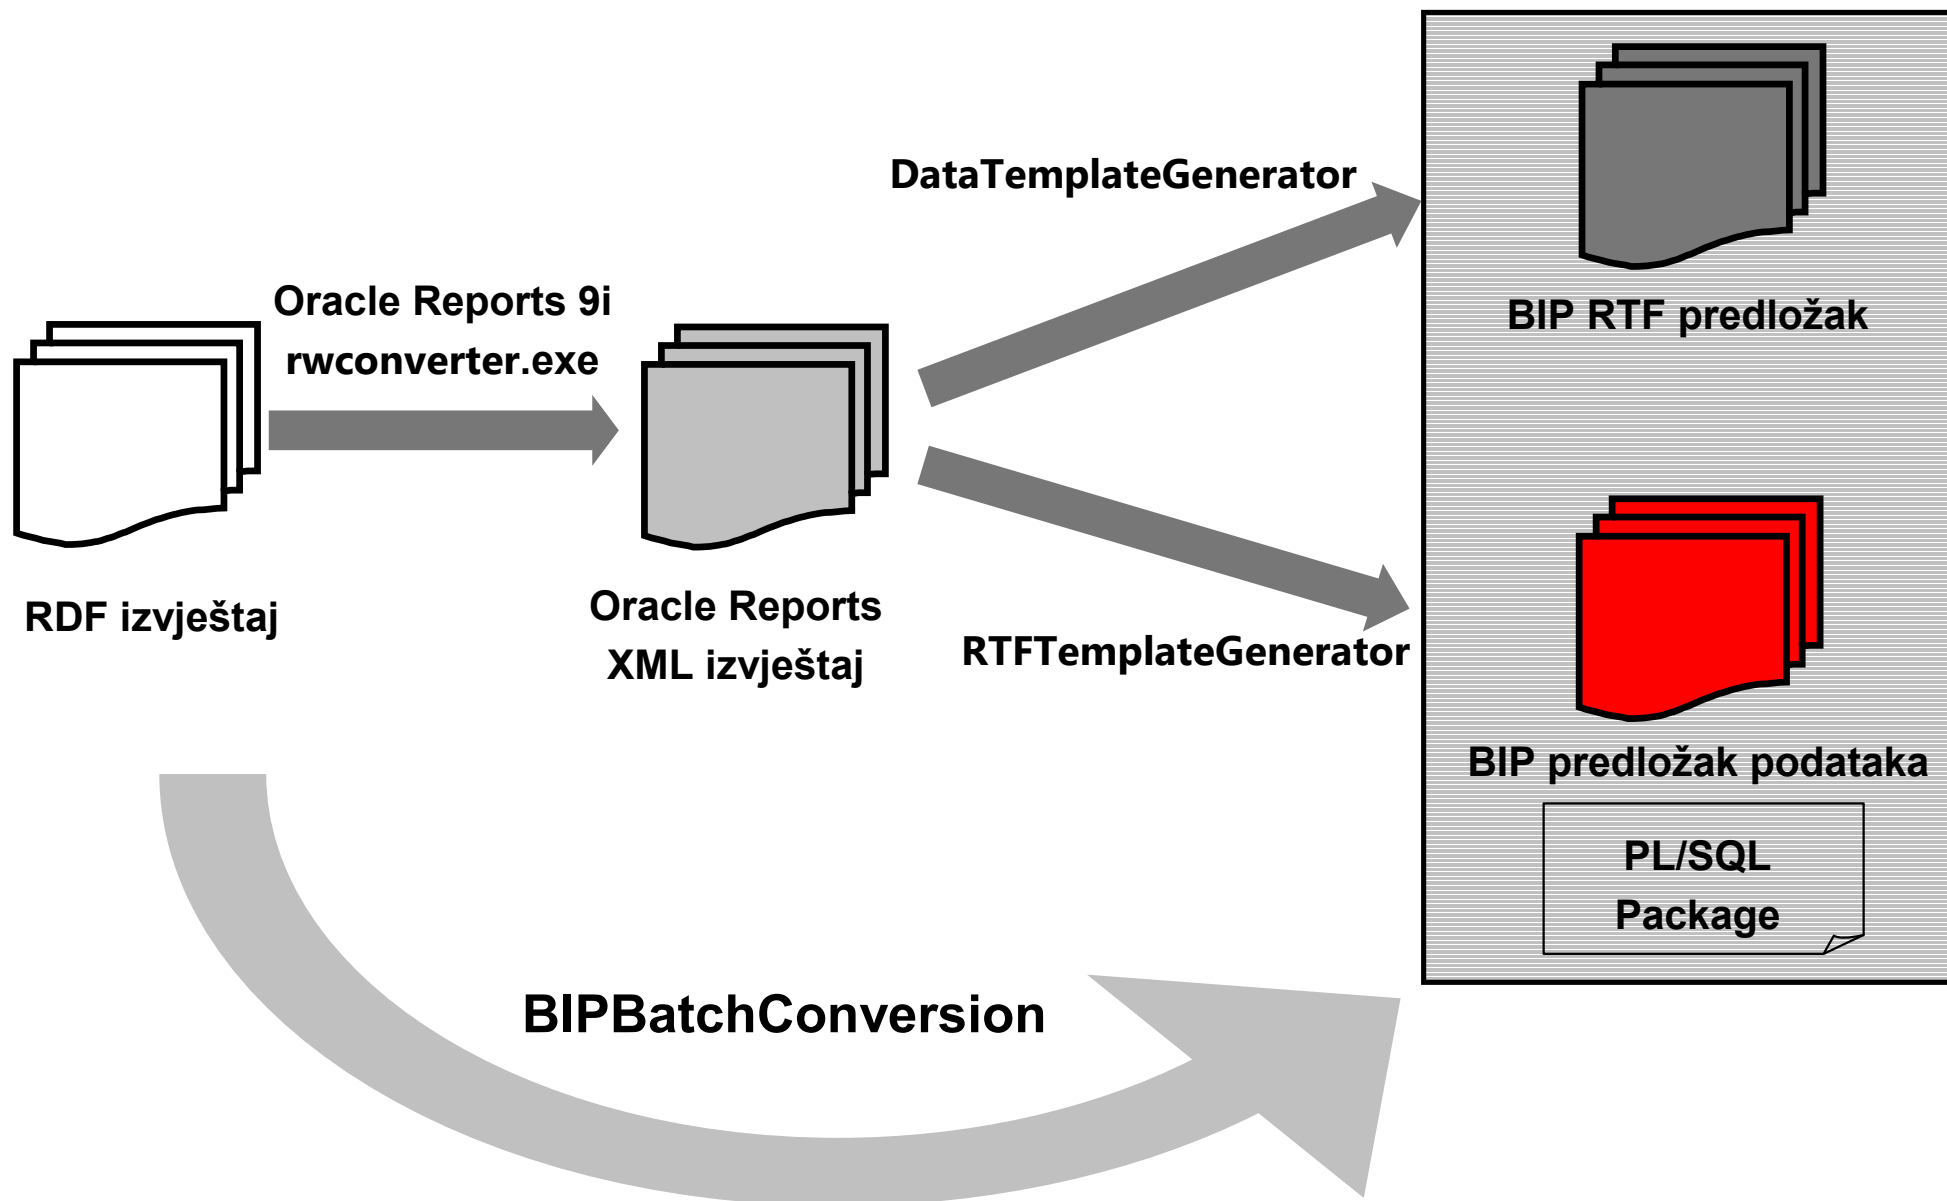 DataTemplateGenerator
Oracle Reports 9i
rwconverter.exe
BIP RTF predložak
RDF izvještaj
Oracle Reports
XML izvještaj
RTFTemplateGenerator
BIP predložak podataka
PL/SQL
Package
BIPBatchConversion